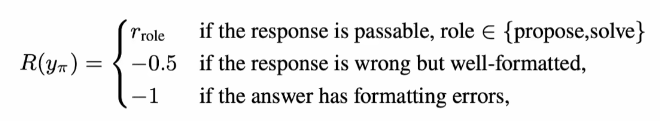 r_role if the response is passable, role ∈ {propose,solve}
R(y_π) = { −0.5 if the response is wrong but well-formatted,
−1 if the answer has formatting errors,